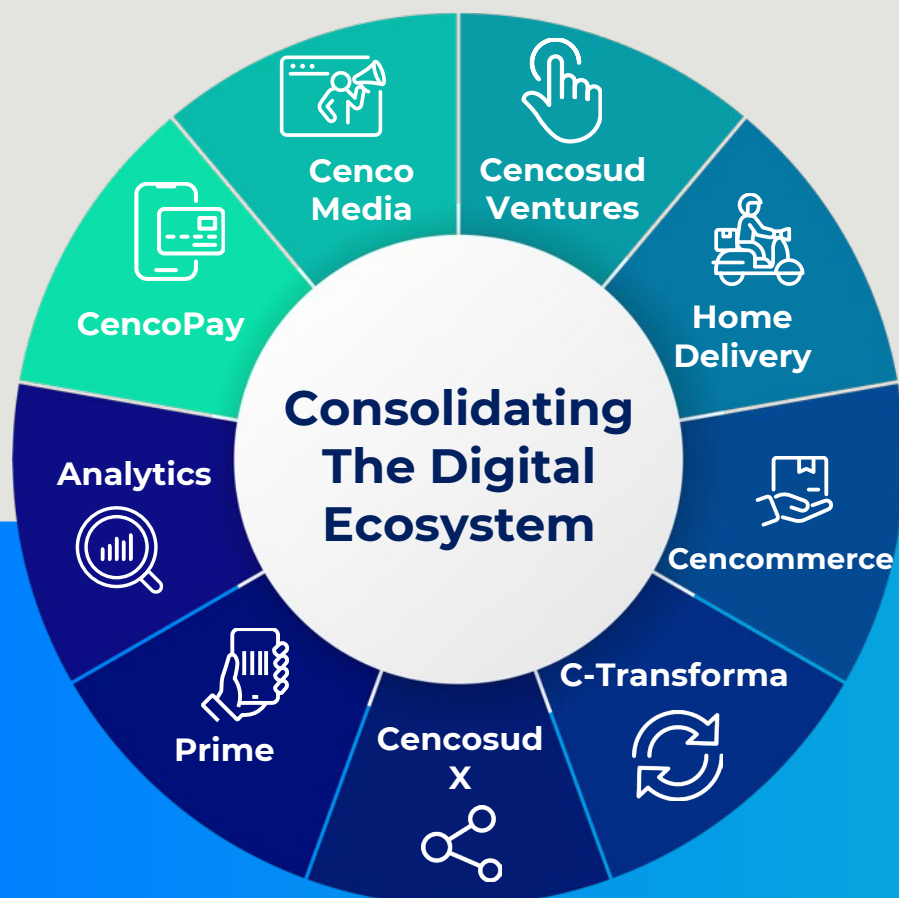 Cenco
Media
Cencosud
Ventures
Home
Delivery
Cencommerce
C-Transforma
Cencosud
X
Prime
Analytics
CencoPay
Consolidating
The Digital
Ecosystem